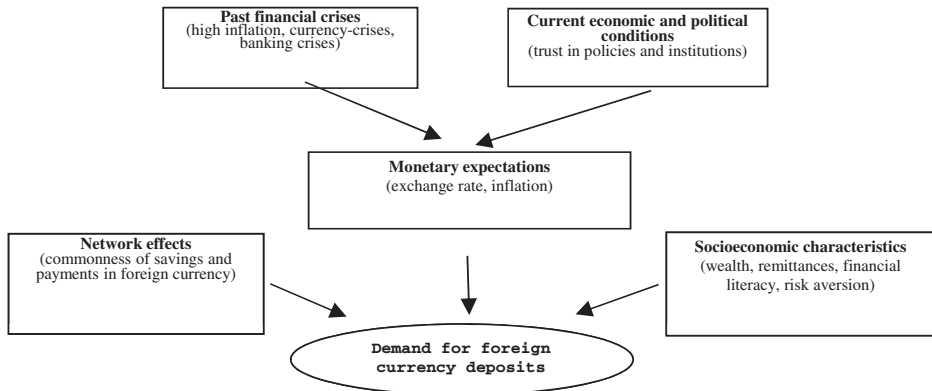 Past financial crises
(high inflation, currency-crises,
banking crises)
Current economic and political
conditions
(trust in policies and institutions)
Monetary expectations
(exchange rate, inflation)
Network effects
(commonness of savings and
payments in foreign currency)
Socioeconomic characteristics
(wealth, remittances, financial
literacy, risk aversion)
Demand for foreign
currency deposits